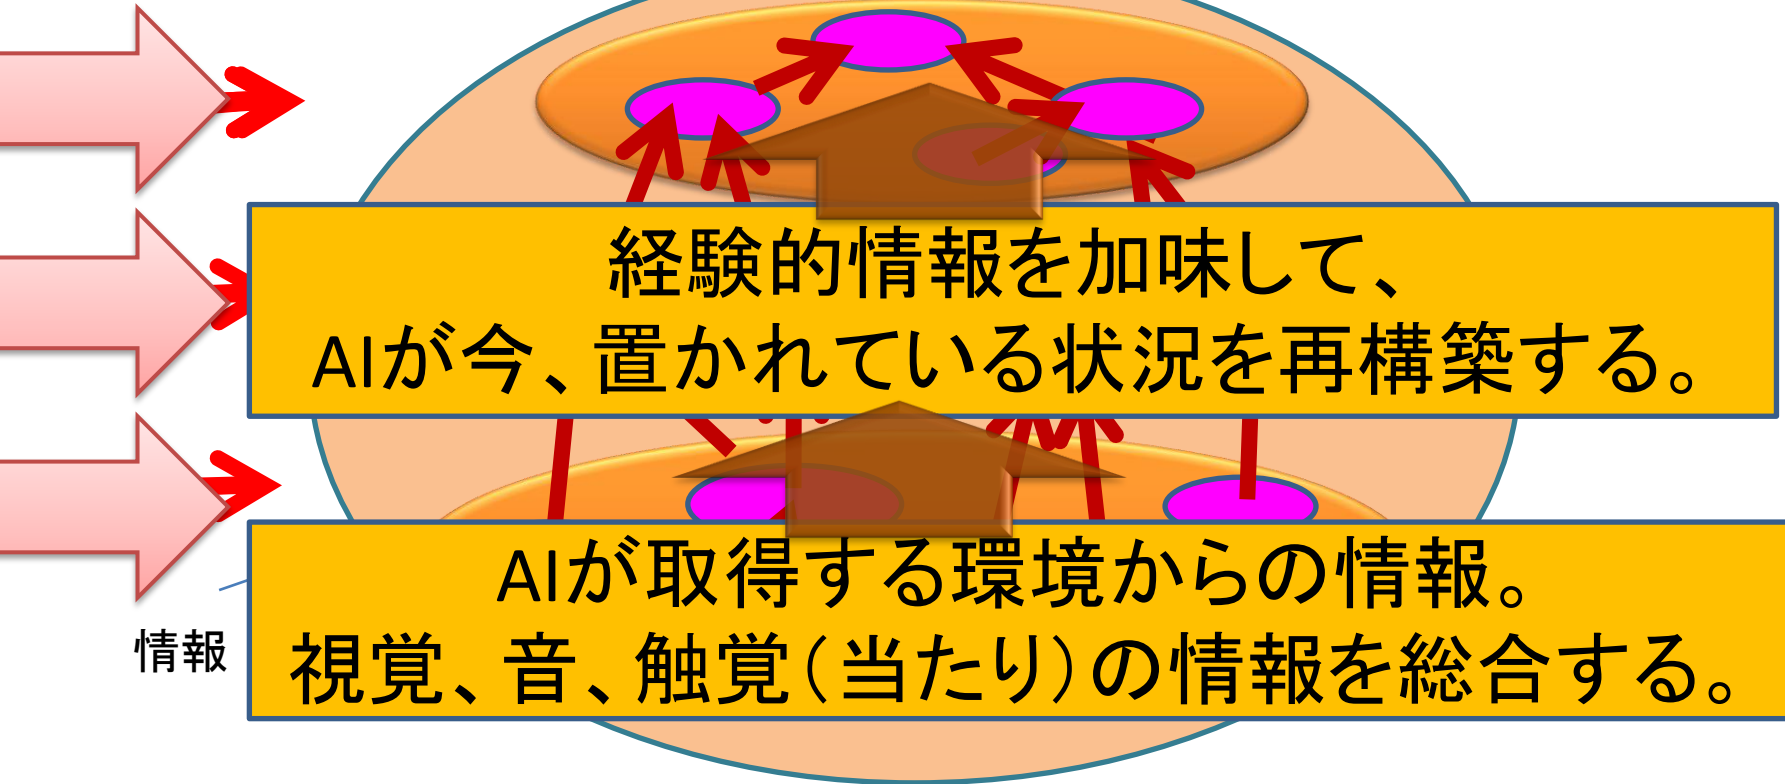 経験的情報を加味して、
AIが今、置かれている状況を再構築する。
AIが取得する環境からの情報。
視覚、音、触覚（当たり）の情報を総合する。
情報